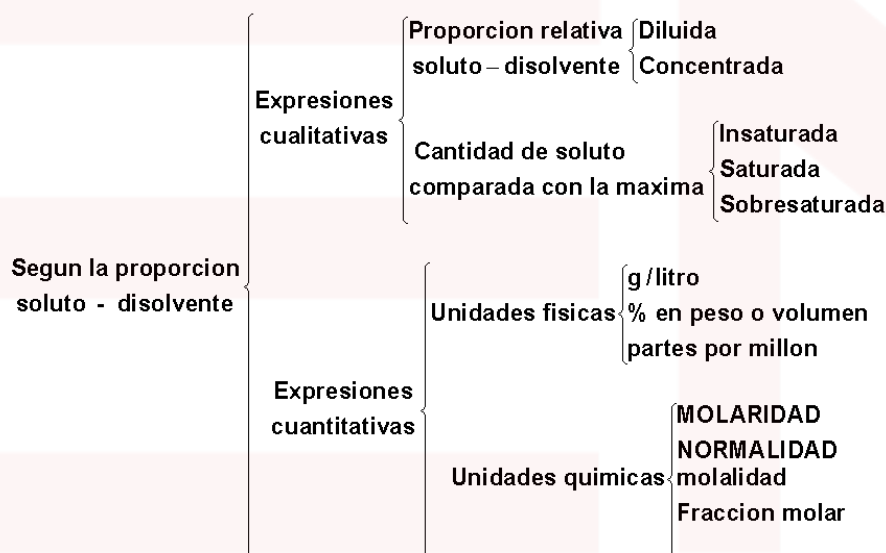 Proporcion relativa
soluto – disolvente
Diluida
Concentrada
Expresiones
cualitativas
Cantidad de soluto
comparada con la maxima
Insaturada
Saturada
Sobresaturada
Segun la proporcion
soluto - disolvente
g / litro
Unidades fisicas
% en peso o volumen
partes por millon
Expresiones
cuantitativas
MOLARIDAD
NORMALIDAD
Unidades quimicas
molalidad
Fraccion molar